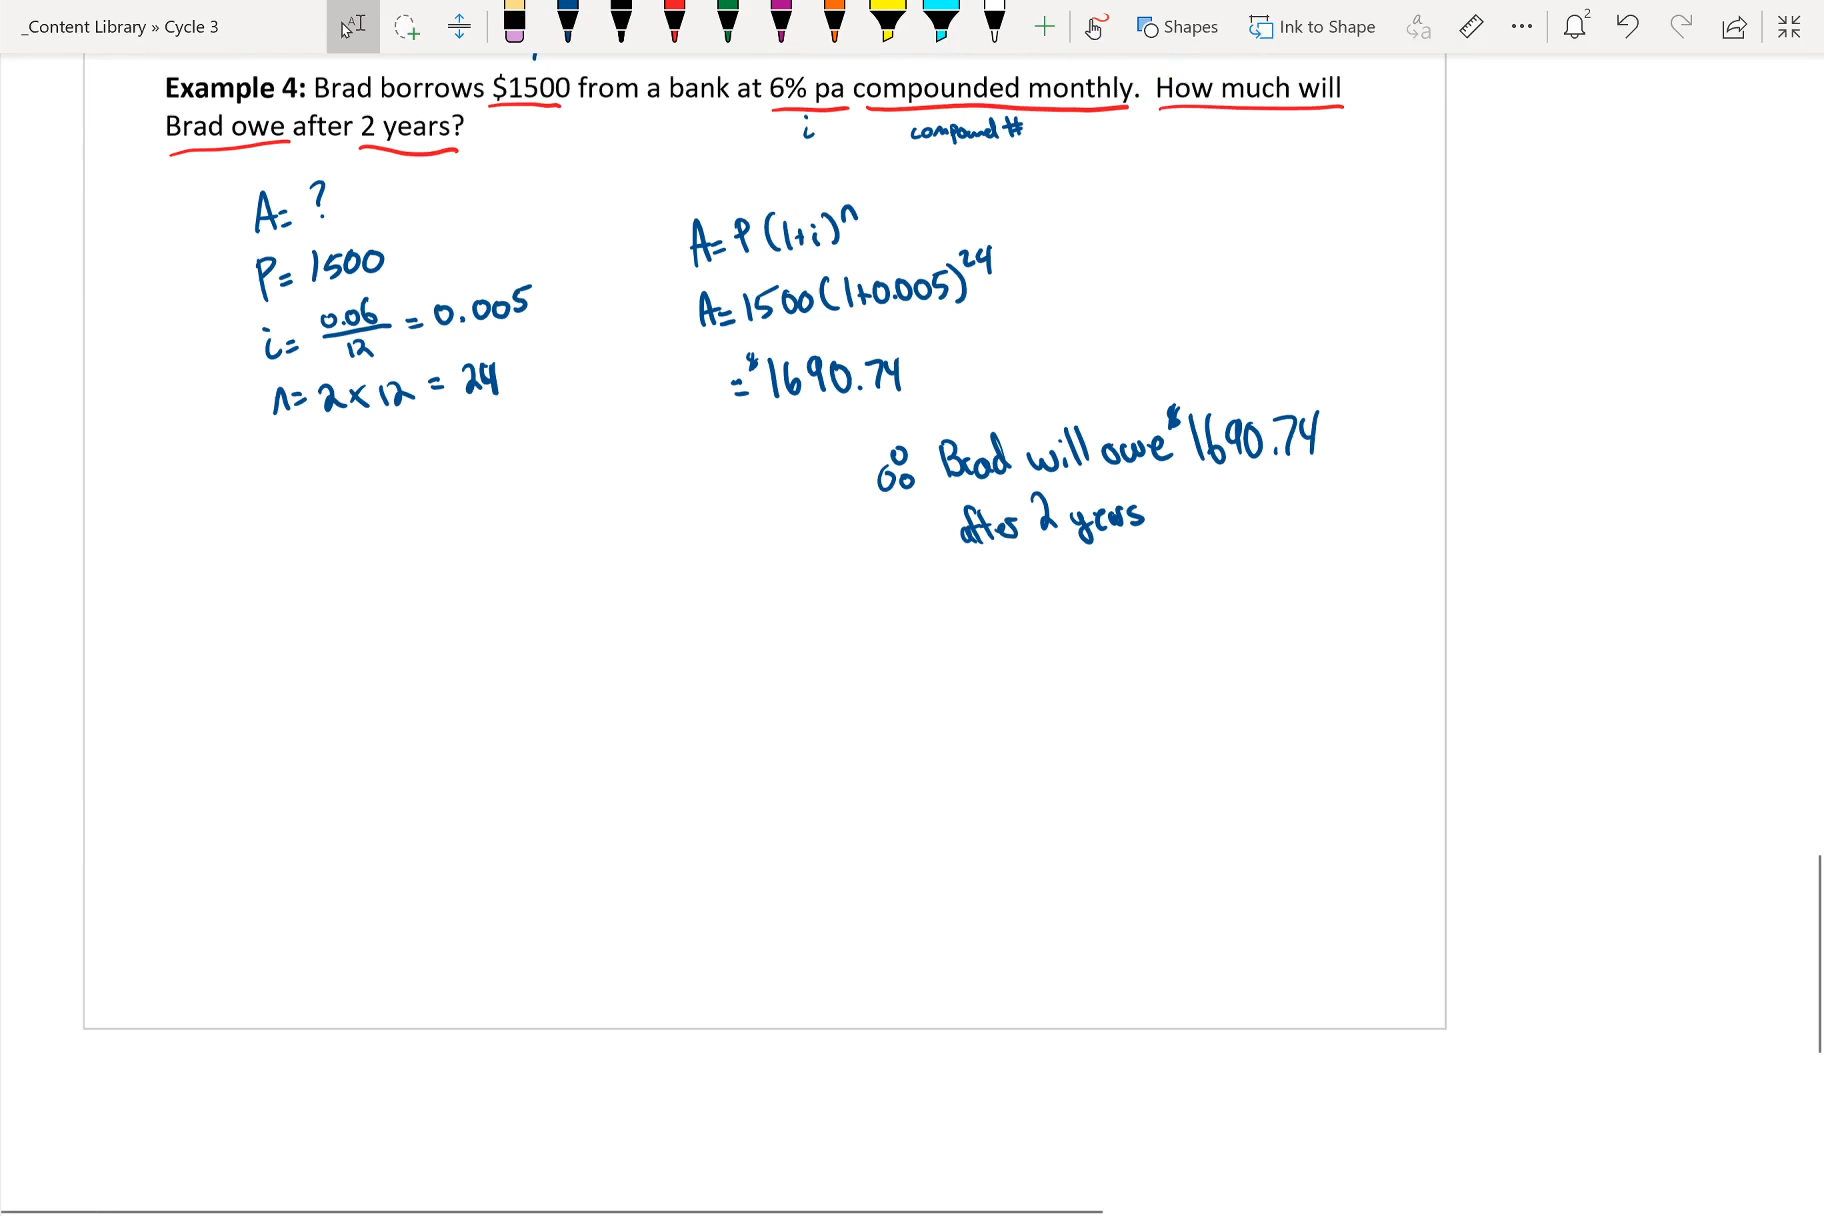 _Content Library » Cycle 3
Shapes
Ink to Shape
2
Example 4: Brad borrows $1500 from a bank at 6% pa compounded monthly. How much will
Brad owe after 2 years?
i
compound #
A= ?
P= 1500
i= 0.06/12 = 0.005
n= 2 x 12 = 24
A= P (1+i)^n
A= 1500 (1+0.005)^24
= $1690.74
∴ Brad will owe $1690.74
after 2 years